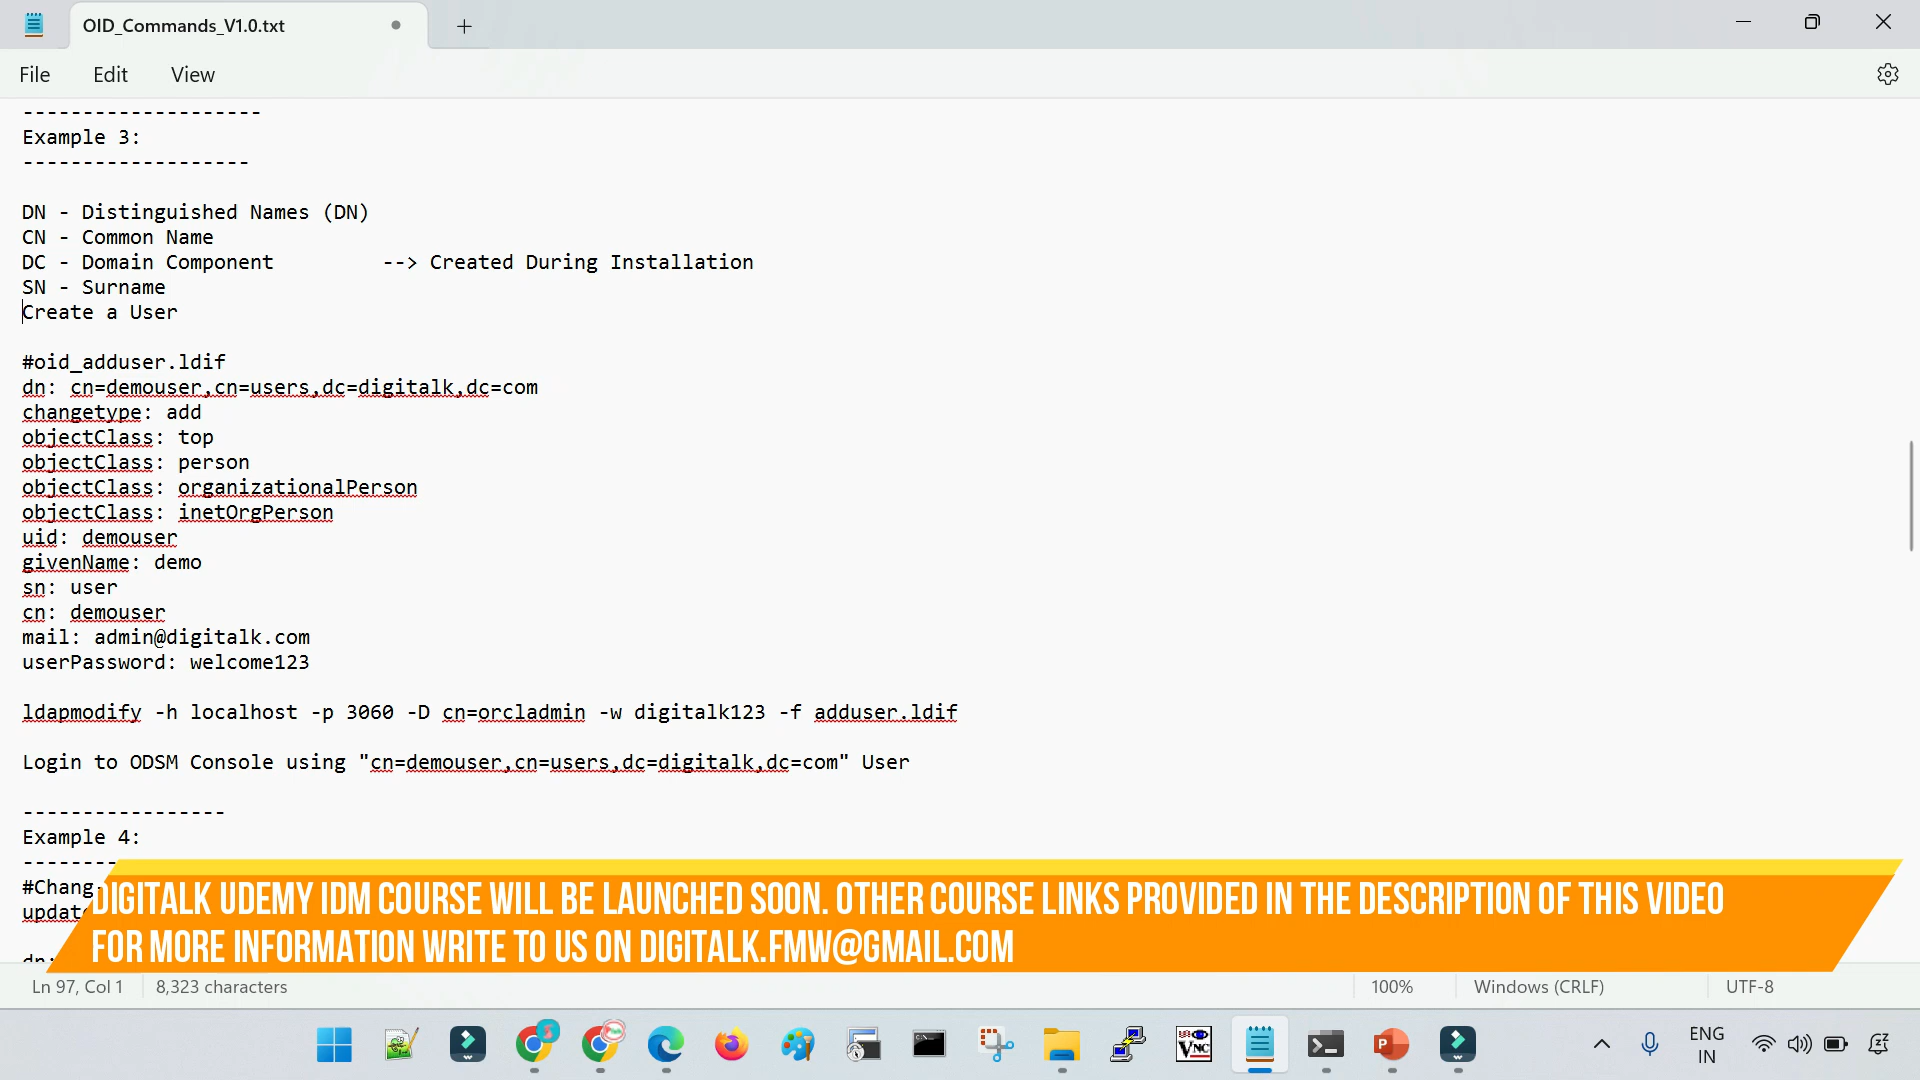 OID_Commands_V1.0.txt
File Edit View
--------------------
Example 3:
-------------------
DN - Distinguished Names (DN)
CN - Common Name
DC - Domain Component --> Created During Installation
SN - Surname
Create a User
#oid_adduser.ldif
dn: cn=demouser,cn=users,dc=digitalk,dc=com
changetype: add
objectClass: top
objectClass: person
objectClass: organizationalPerson
objectClass: inetOrgPerson
uid: demouser
givenName: demo
sn: user
cn: demouser
mail: admin@digitalk.com
userPassword: welcome123
ldapmodify -h localhost -p 3060 -D cn=orcladmin -w digitalk123 -f adduser.ldif
Login to ODSM Console using "cn=demouser,cn=users,dc=digitalk,dc=com" User
-----------------
Example 4:
--------
#Chang
DIGITALK UDEMY IDM COURSE WILL BE LAUNCHED SOON. OTHER COURSE LINKS PROVIDED IN THE DESCRIPTION OF THIS VIDEO
FOR MORE INFORMATION WRITE TO US ON DIGITALK.FMW@GMAIL.COM
Ln 97, Col 1 8,323 characters 100% Windows (CRLF) UTF-8
VNC
ENG
IN